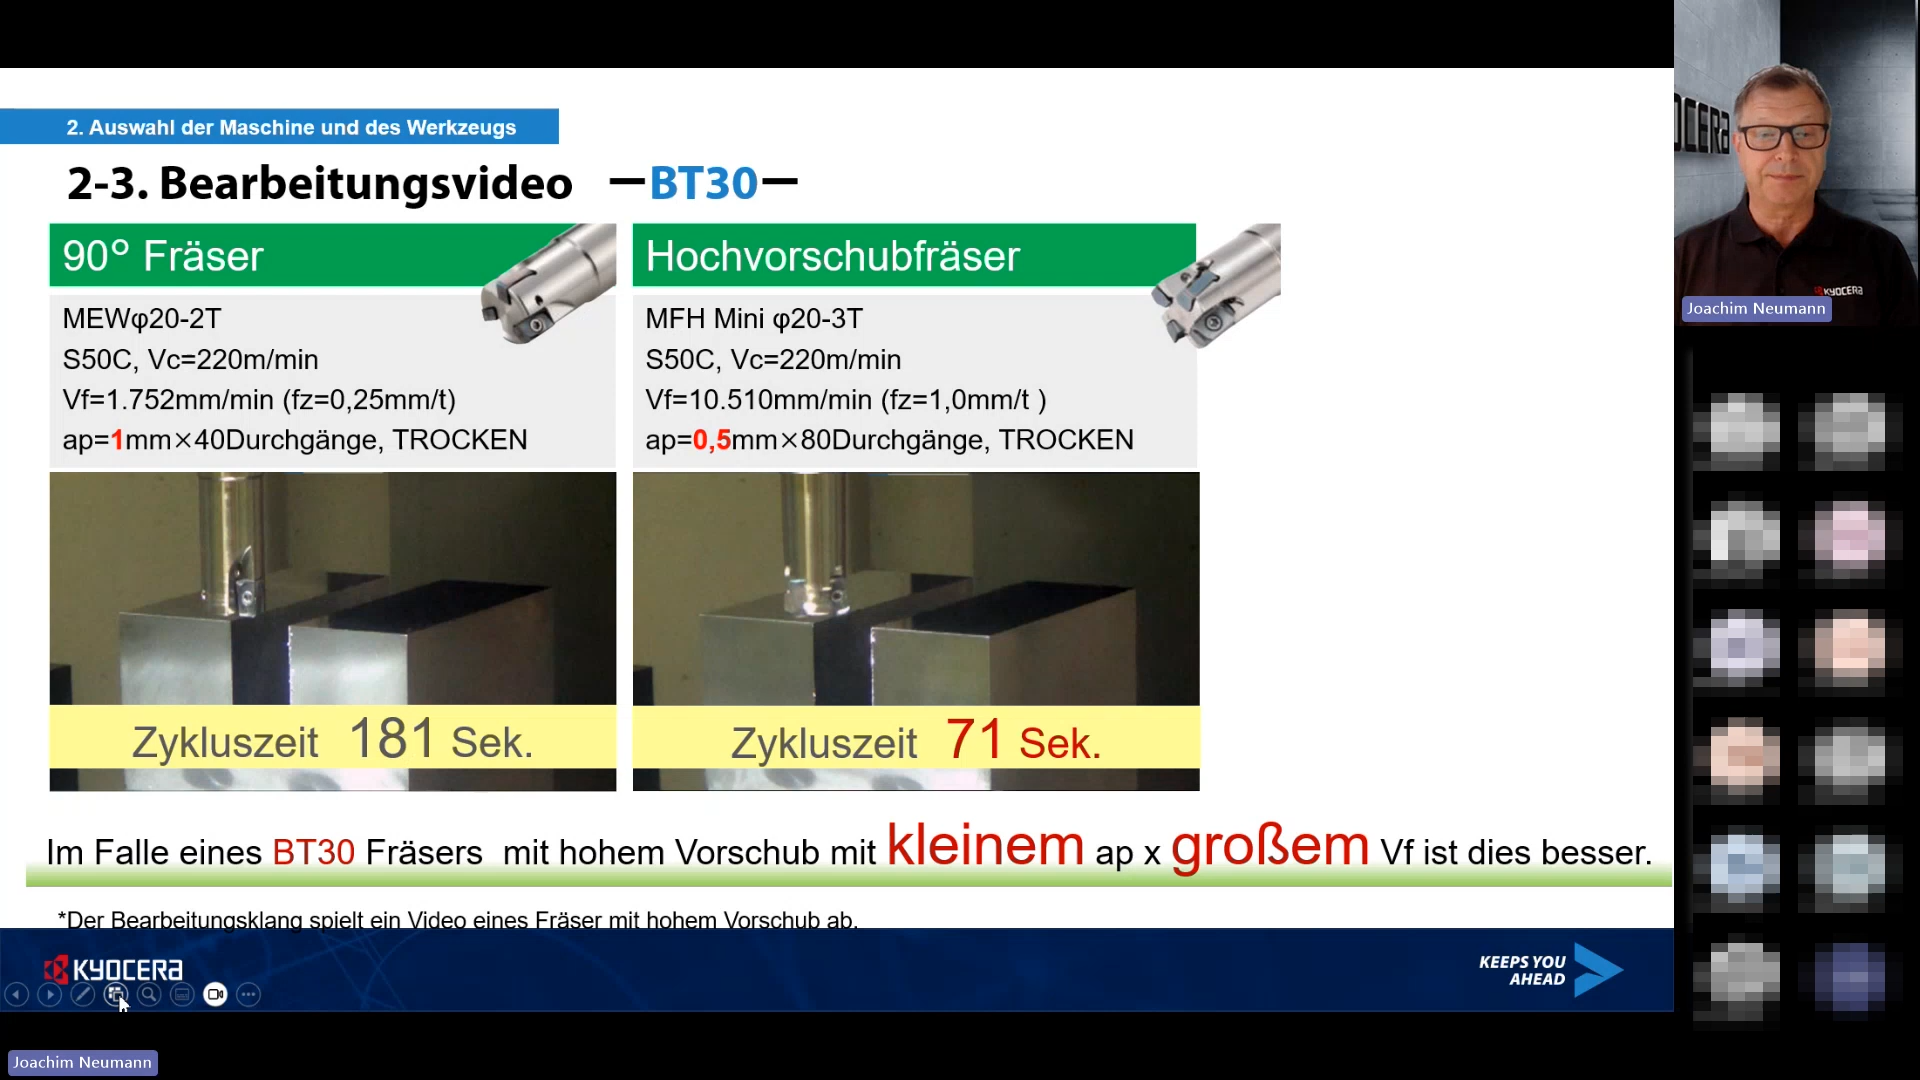 2. Auswahl der Maschine und des Werkzeugs
2-3. Bearbeitungsvideo —BT30—
90° Fräser
MEWφ20-2T
S50C, Vc=220m/min
Vf=1.752mm/min (fz=0,25mm/t)
ap=1mm×40Durchgänge, TROCKEN
Zykluszeit 181 Sek.
Hochvorschubfräser
MFH Mini φ20-3T
S50C, Vc=220m/min
Vf=10.510mm/min (fz=1,0mm/t )
ap=0,5mm×80Durchgänge, TROCKEN
Zykluszeit 71 Sek.
Im Falle eines BT30 Fräsers mit hohem Vorschub mit kleinem ap x großem Vf ist dies besser.
*Der Bearbeitungsklang spielt ein Video eines Fräser mit hohem Vorschub ab.
KYOCERA
KEEPS YOU
AHEAD
Joachim Neumann
OCERA
KYOCERA
Joachim Neumann